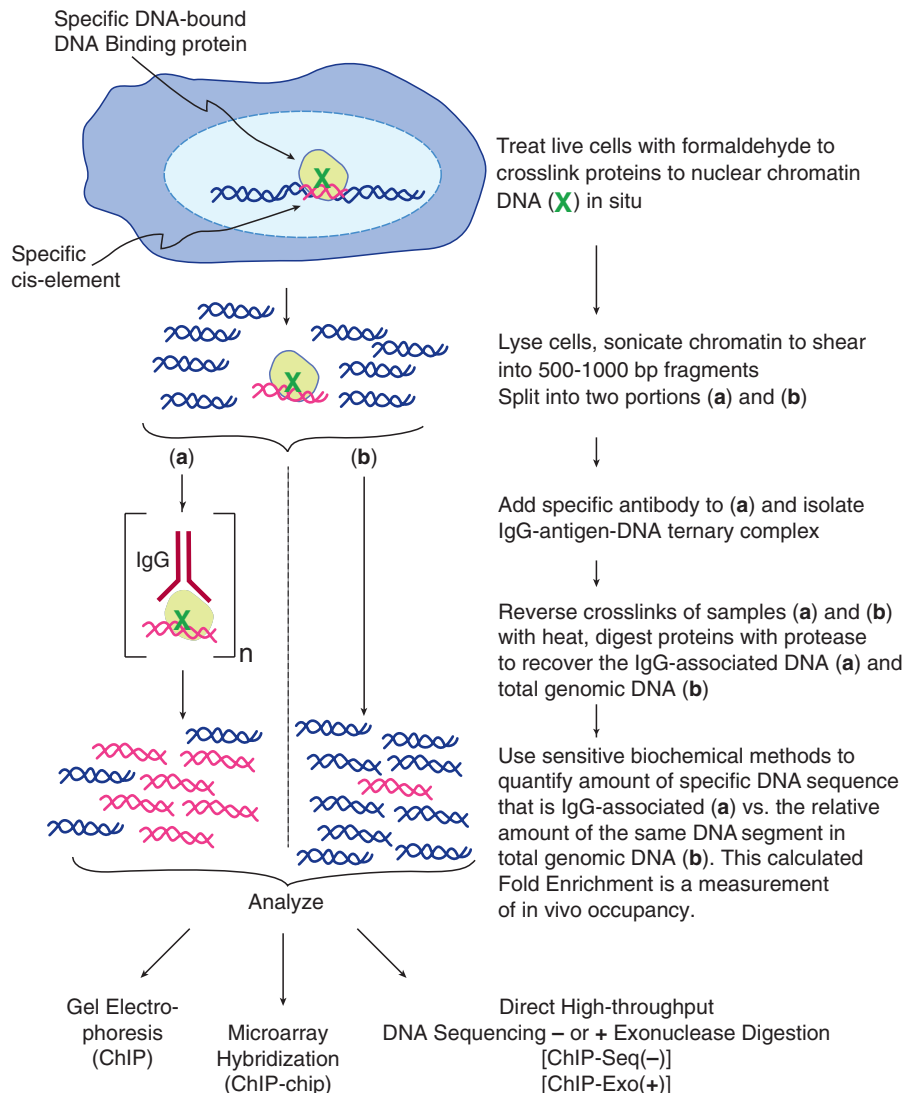 Specific DNA-bound
DNA Binding protein
X
Specific
cis-element
Treat live cells with formaldehyde to
crosslink proteins to nuclear chromatin
DNA (X) in situ
X
Lyse cells, sonicate chromatin to shear
into 500-1000 bp fragments
Split into two portions (a) and (b)
(a)
(b)
IgG
X
n
Add specific antibody to (a) and isolate
IgG-antigen-DNA ternary complex
Reverse crosslinks of samples (a) and (b)
with heat, digest proteins with protease
to recover the IgG-associated DNA (a) and
total genomic DNA (b)
Use sensitive biochemical methods to
quantify amount of specific DNA sequence
that is IgG-associated (a) vs. the relative
amount of the same DNA segment in
total genomic DNA (b). This calculated
Fold Enrichment is a measurement
of in vivo occupancy.
Analyze
Gel Electro-
phoresis
(ChIP)
Microarray
Hybridization
(ChIP-chip)
Direct High-throughput
DNA Sequencing – or + Exonuclease Digestion
[ChIP-Seq(–)]
[ChIP-Exo(+)]